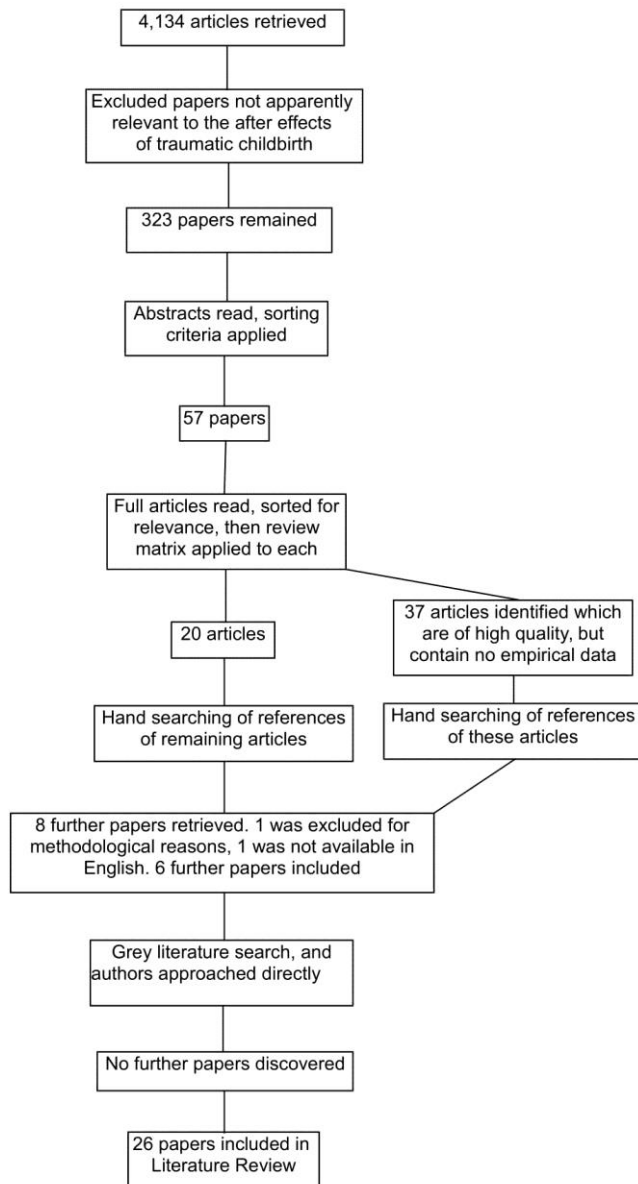 4,134 articles retrieved
Excluded papers not apparently
relevant to the after effects
of traumatic childbirth
323 papers remained
Abstracts read, sorting
criteria applied
57 papers
Full articles read, sorted for
relevance, then review
matrix applied to each
20 articles
37 articles identified which
are of high quality, but
contain no empirical data
Hand searching of references
of remaining articles
Hand searching of references
of these articles
8 further papers retrieved. 1 was excluded for
methodological reasons, 1 was not available in
English. 6 further papers included
Grey literature search, and
authors approached directly
No further papers discovered
26 papers included in
Literature Review